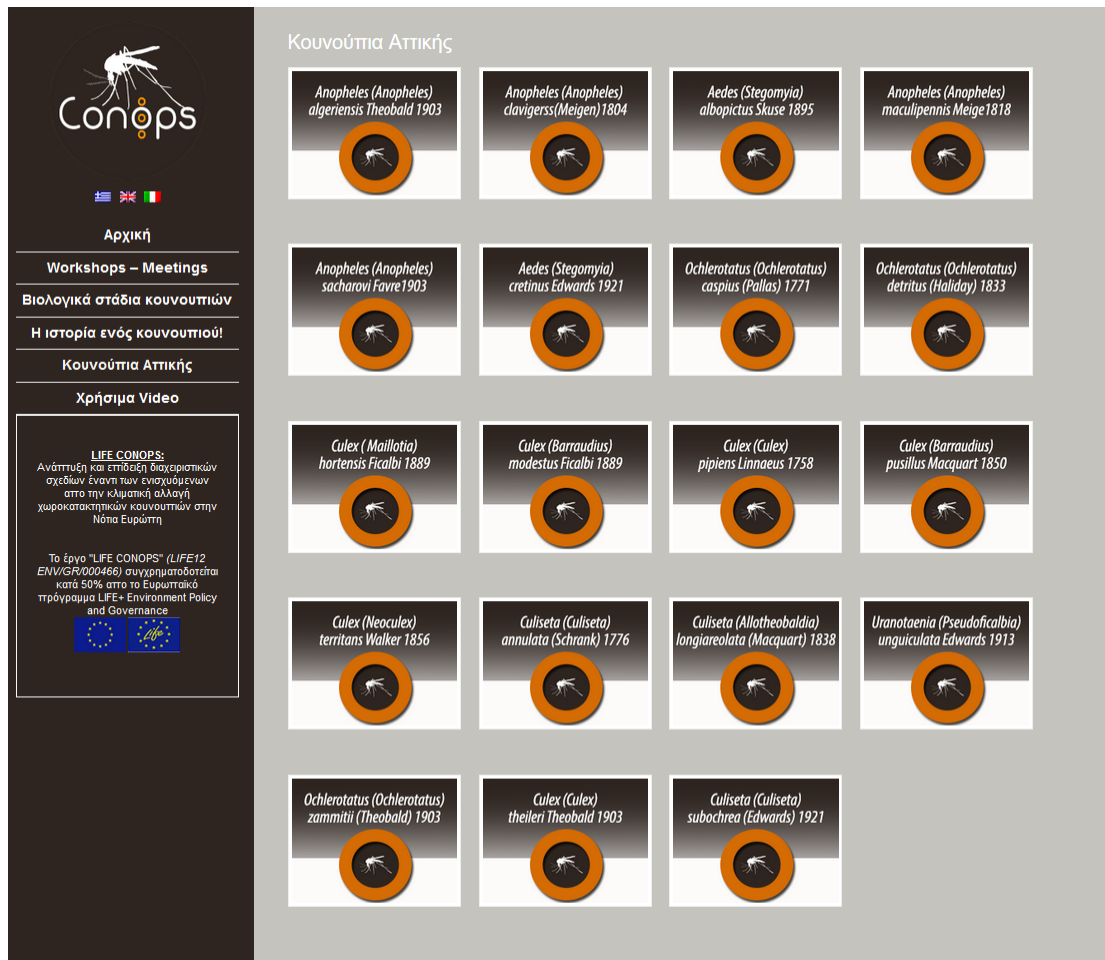 Conops
Αρχική
Workshops – Meetings
Βιολογικά στάδια κουνουπιών
Η ιστορία ενός κουνουπιού!
Κουνούπια Αττικής
Χρήσιμα Video
LIFE CONOPS:
Ανάπτυξη και επίδειξη διαχειριστικών
σχεδίων έναντι των ενισχυόμενων
απο την κλιματική αλλαγή
χωροκατακτητικών κουνουπιών στην
Νότια Ευρώπη
Το έργο "LIFE CONOPS" (LIFE12
ENV/GR/000466) συγχρηματοδοτείται
κατά 50% απο το Ευρωπαϊκό
πρόγραμμα LIFE+ Environment Policy
and Governance
Life
Κουνούπια Αττικής
Anopheles (Anopheles)
algeriensis Theobald 1903
Anopheles (Anopheles)
clavigerss(Meigen)1804
Aedes (Stegomyia)
albopictus Skuse 1895
Anopheles (Anopheles)
maculipennis Meige1818
Anopheles (Anopheles)
sacharovi Favre1903
Aedes (Stegomyia)
cretinus Edwards 1921
Ochlerotatus (Ochlerotatus)
caspius (Pallas) 1771
Ochlerotatus (Ochlerotatus)
detritus (Haliday) 1833
Culex ( Maillotia)
hortensis Ficalbi 1889
Culex (Barraudius)
modestus Ficalbi 1889
Culex (Culex)
pipiens Linnaeus 1758
Culex (Barraudius)
pusillus Macquart 1850
Culex (Neoculex)
territans Walker 1856
Culiseta (Culiseta)
annulata (Schrank) 1776
Culiseta (Allotheobaldia)
longiareolata (Macquart) 1838
Uranotaenia (Pseudoficalbia)
unguiculata Edwards 1913
Ochlerotatus (Ochlerotatus)
zammitii (Theobald) 1903
Culex (Culex)
theileri Theobald 1903
Culiseta (Culiseta)
subochrea (Edwards) 1921